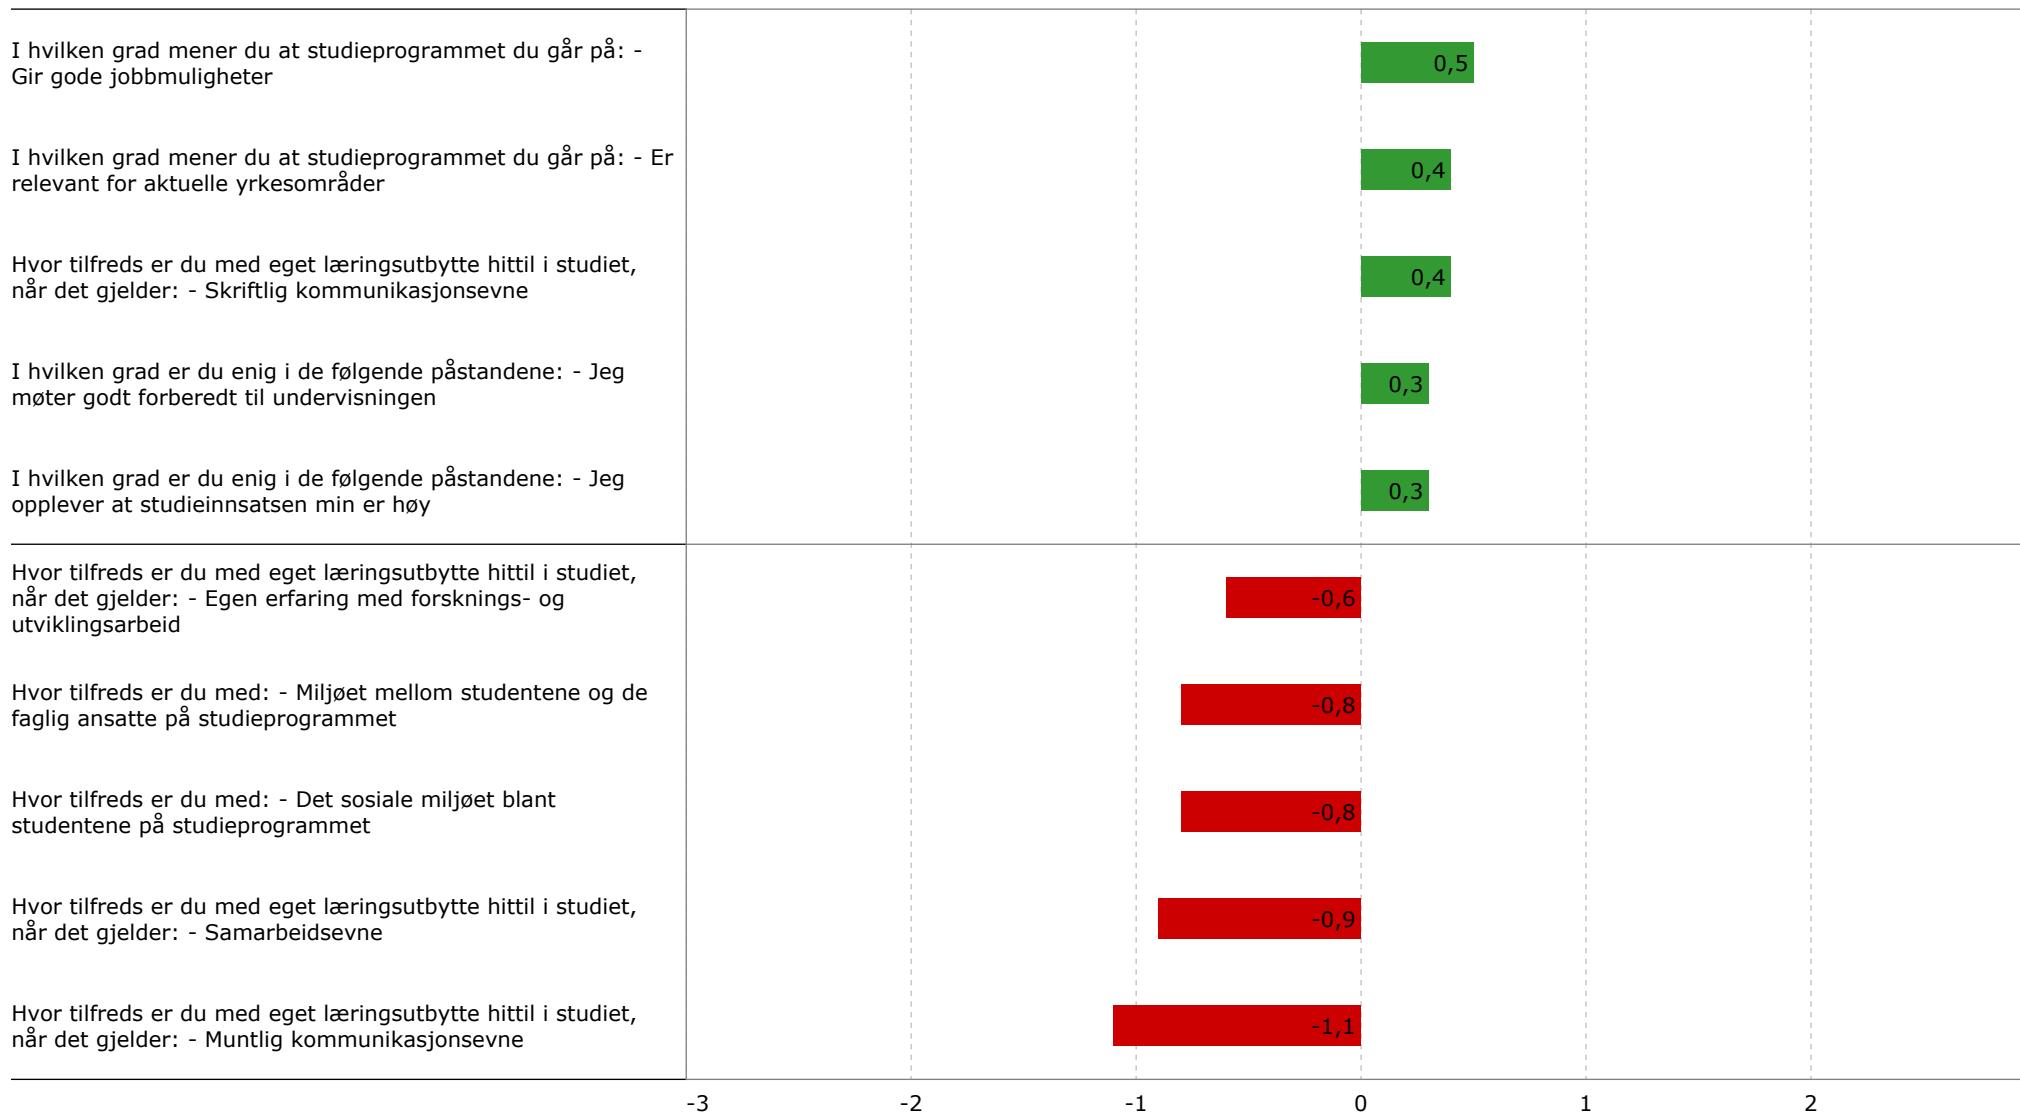 I hvilken grad mener du at studieprogrammet du går på: -
Gir gode jobbmuligheter
0,5
I hvilken grad mener du at studieprogrammet du går på: - Er
relevant for aktuelle yrkesområder
0,4
Hvor tilfreds er du med eget læringsutbytte hittil i studiet,
når det gjelder: - Skriftlig kommunikasjonsevne
0,4
I hvilken grad er du enig i de følgende påstandene: - Jeg
møter godt forberedt til undervisningen
0,3
I hvilken grad er du enig i de følgende påstandene: - Jeg
opplever at studieinnsatsen min er høy
0,3
Hvor tilfreds er du med eget læringsutbytte hittil i studiet,
når det gjelder: - Egen erfaring med forsknings- og
utviklingsarbeid
-0,6
Hvor tilfreds er du med: - Miljøet mellom studentene og de
faglig ansatte på studieprogrammet
-0,8
Hvor tilfreds er du med: - Det sosiale miljøet blant
studentene på studieprogrammet
-0,8
Hvor tilfreds er du med eget læringsutbytte hittil i studiet,
når det gjelder: - Samarbeidsevne
-0,9
Hvor tilfreds er du med eget læringsutbytte hittil i studiet,
når det gjelder: - Muntlig kommunikasjonsevne
-1,1
-3 -2 -1 0 1 2